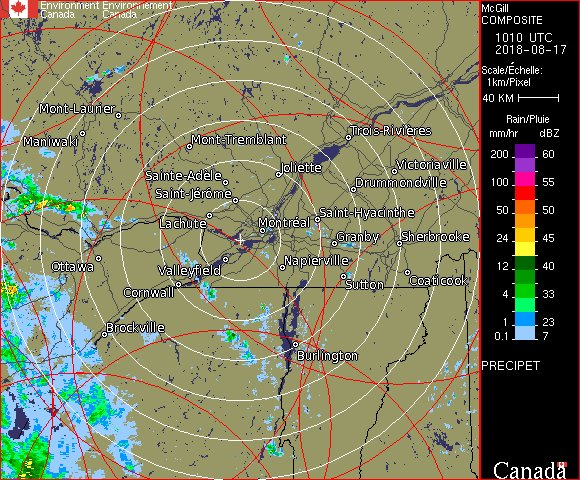 Environment Environnement
Canada Canada
McGill
COMPOSITE
1010 UTC
2018-08-17
Scale/Échelle:
1km/Pixel
40 KM
Rain/Pluie
mm/hr dBZ
200 60
100 55
50 50
24 45
12 40
4 33
1 23
0.1 7
PRECIPET
Canada
Mont-Laurier
Maniwaki
Mont-Tremblant
Trois-Rivières
Joliette
Victoriaville
Sainte-Adèle
Drummondville
Saint-Jérôme
Lachute
Saint-Hyacinthe
Montréal
Granby
Sherbrooke
Ottawa
Valleyfield
Napierville
Cornwall
Sutton
Coaticook
Brockville
Burlington